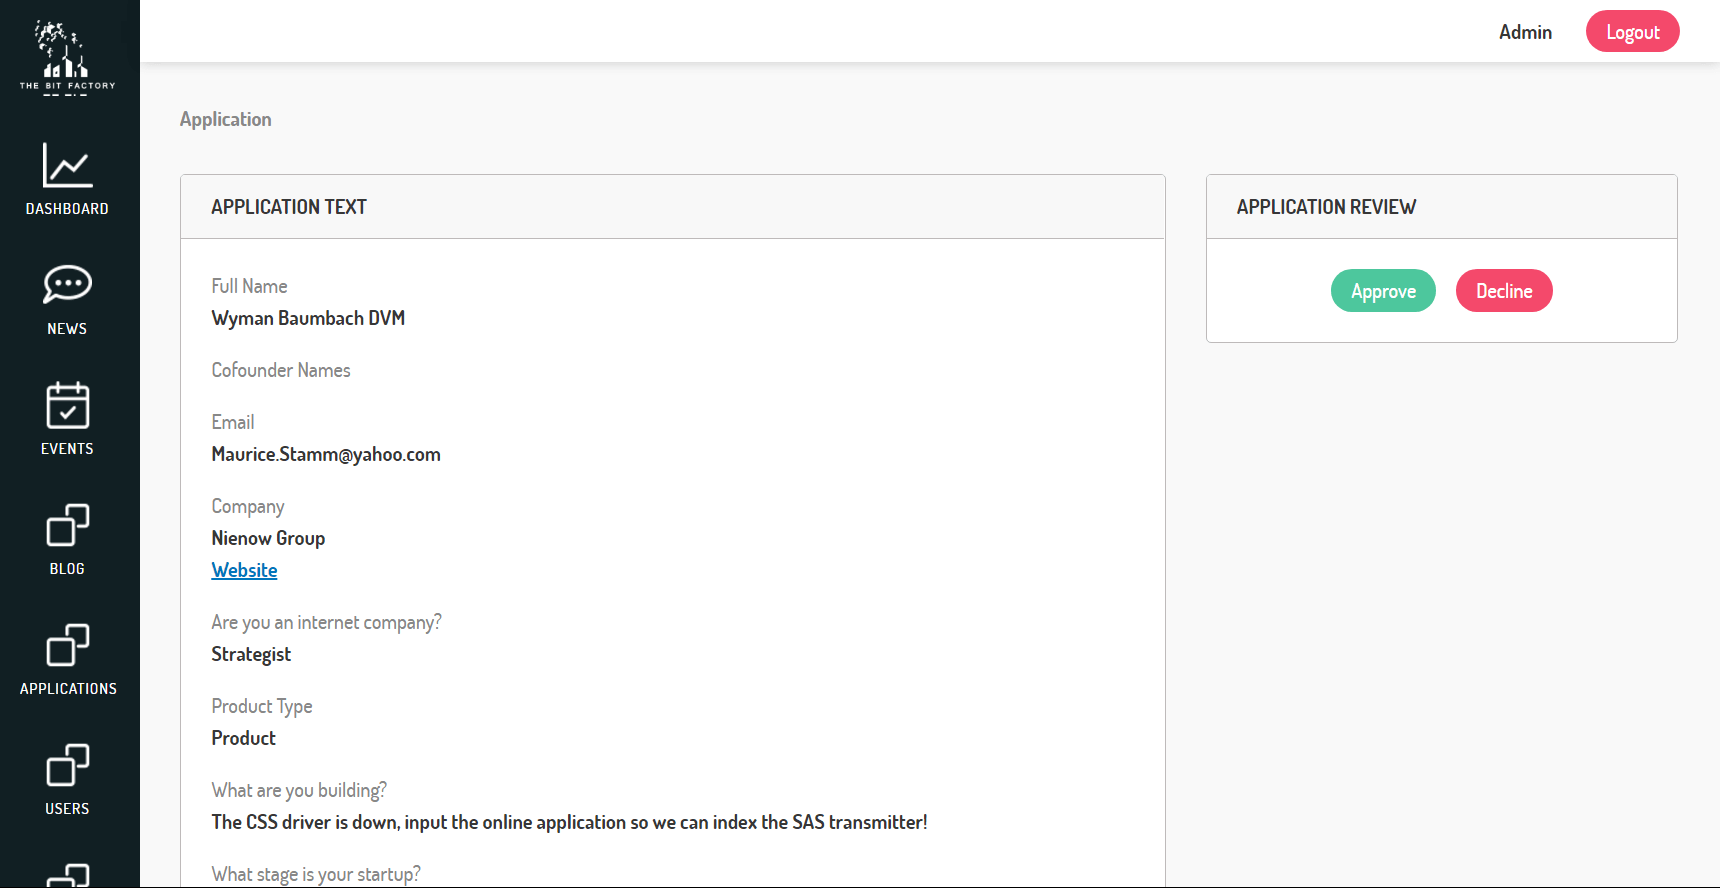 THE BIT FACTORY
DASHBOARD
NEWS
EVENTS
BLOG
APPLICATIONS
USERS
Admin
Logout
Application
APPLICATION TEXT
Full Name
Wyman Baumbach DVM
Cofounder Names
Email
Maurice.Stamm@yahoo.com
Company
Nienow Group
Website
Are you an internet company?
Strategist
Product Type
Product
What are you building?
The CSS driver is down, input the online application so we can index the SAS transmitter!
What stage is your startup?
APPLICATION REVIEW
Approve
Decline